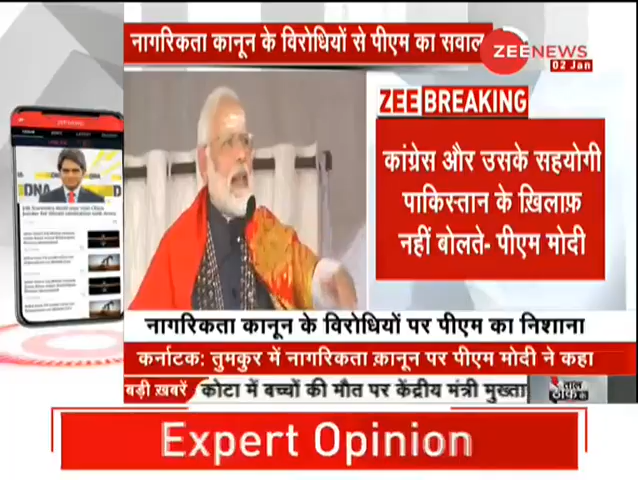 नागरिकता कानून के विरोधियों से पीएम का सवाल
ZEENEWS
02 Jan
ZEE BREAKING
कांग्रेस और उसके सहयोगी
पाकिस्तान के ख़िलाफ़
नहीं बोलत- पीएम मोदी
DNA
नागरिकता कानून के विरोधियों पर पीएम का निशाना
कर्नाटक: तुमकुर में नागरिकता क़ानून पर पीएम मोदी ने कहा
बड़ी ख़बरें कोटा में बच्चों की मौत पर केंद्रीय मंत्री मुख्ता
ताल
ठोक के
Expert Opinion